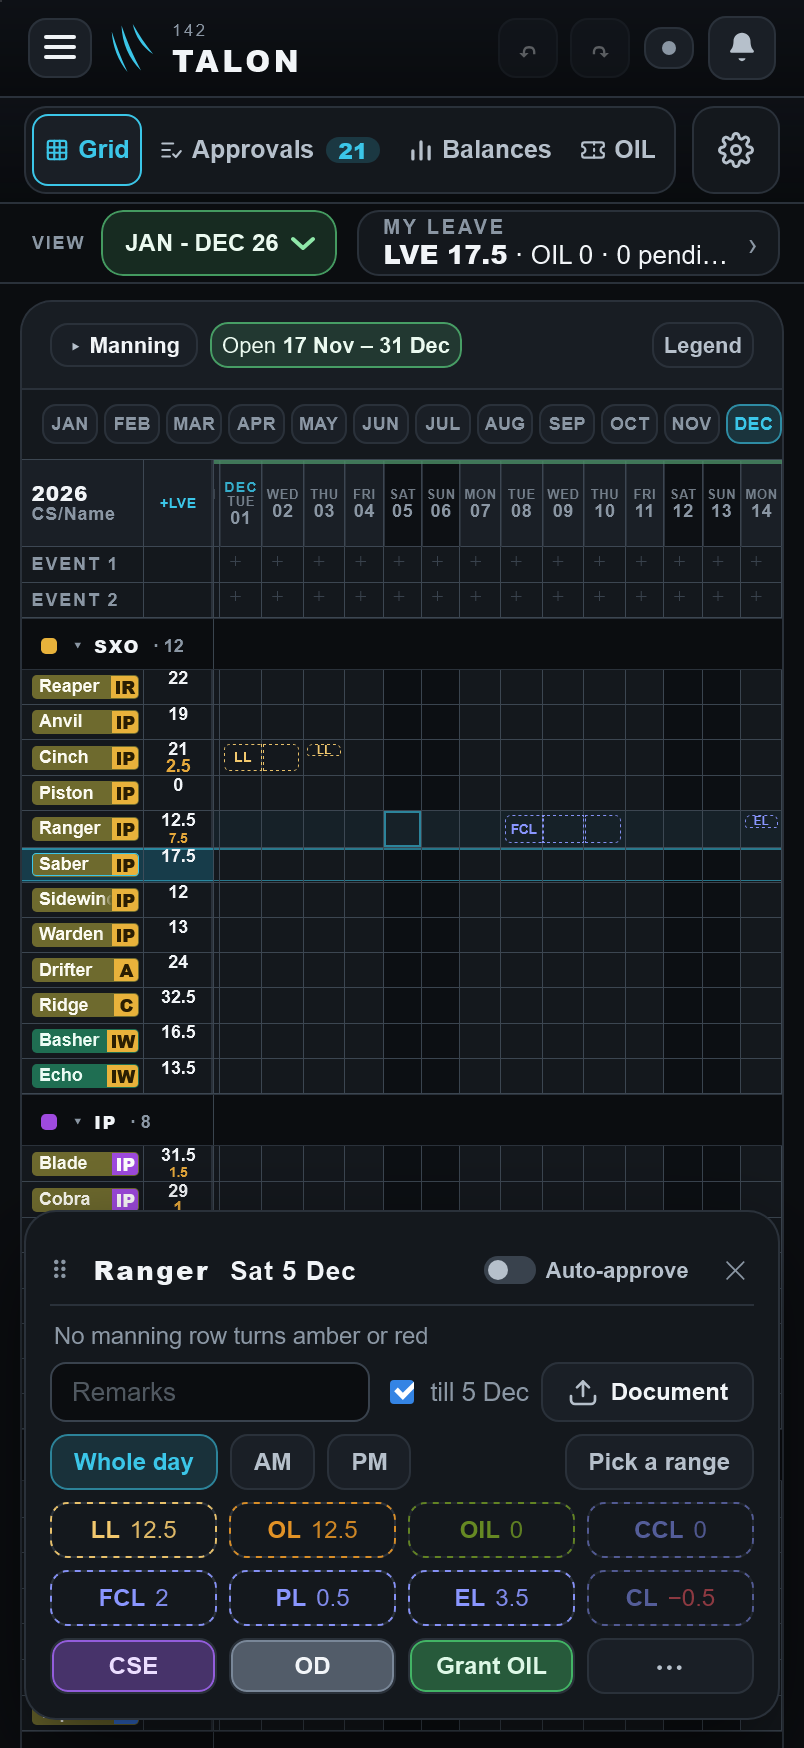 142
TALON
Grid
Approvals 21
Balances
OIL
VIEW
JAN - DEC 26
MY LEAVE
LVE 17.5 · OIL 0 · 0 pendi…
Manning
Open 17 Nov – 31 Dec
Legend
JAN FEB MAR APR MAY JUN JUL AUG SEP OCT NOV DEC
2026
CS/Name
+LVE
DEC
TUE WED THU FRI SAT SUN MON TUE WED THU FRI SAT SUN MON
01 02 03 04 05 06 07 08 09 10 11 12 13 14
EVENT 1 + + + + + + + + + + + + + +
EVENT 2 + + + + + + + + + + + + + +
SXO · 12
Reaper IR 22
Anvil IP 19
Cinch IP 21 2.5 LL LL
Piston IP 0
Ranger IP 12.5 7.5 FCL EL
Saber IP 17.5
Sidewin IP 12
Warden IP 13
Drifter A 24
Ridge C 32.5
Basher IW 16.5
Echo IW 13.5
IP · 8
Blade IP 31.5 1.5
Cobra IP 29 1
Ranger Sat 5 Dec
Auto-approve
No manning row turns amber or red
Remarks
till 5 Dec
Document
Whole day
AM
PM
Pick a range
LL 12.5
OL 12.5
OIL 0
CCL 0
FCL 2
PL 0.5
EL 3.5
CL −0.5
CSE
OD
Grant OIL
···